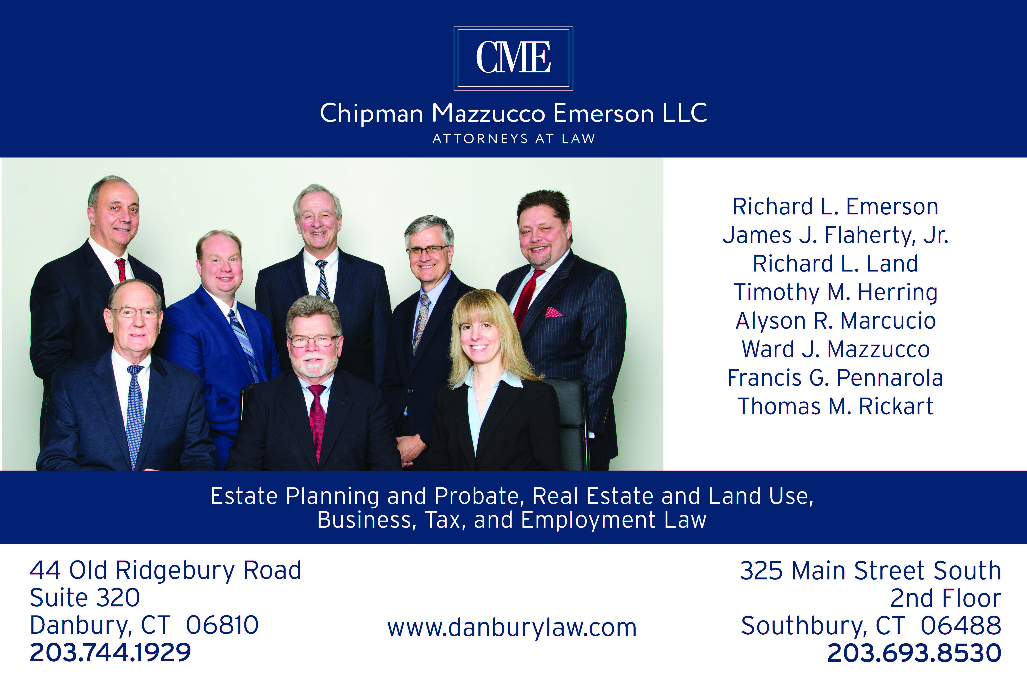 CME
Chipman Mazzucco Emerson LLC
ATTORNEYS AT LAW
Richard L. Emerson
James J. Flaherty, Jr.
Richard L. Land
Timothy M. Herring
Alyson R. Marcucio
Ward J. Mazzucco
Francis G. Pennarola
Thomas M. Rickart
Estate Planning and Probate, Real Estate and Land Use,
Business, Tax, and Employment Law
44 Old Ridgebury Road
Suite 320
Danbury, CT 06810
203.744.1929
www.danburylaw.com
325 Main Street South
2nd Floor
Southbury, CT 06488
203.693.8530